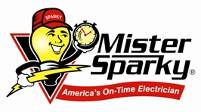 SPARKY
Mister
Sparky®
America's On-Time Electrician